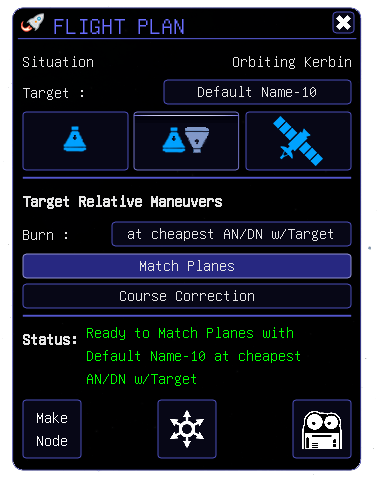 FLIGHT PLAN
Situation Orbiting Kerbin
Target : Default Name-10
Target Relative Maneuvers
Burn : at cheapest AN/DN w/Target
Match Planes
Course Correction
Status: Ready to Match Planes with
Default Name-10 at cheapest
AN/DN w/Target
Make
Node